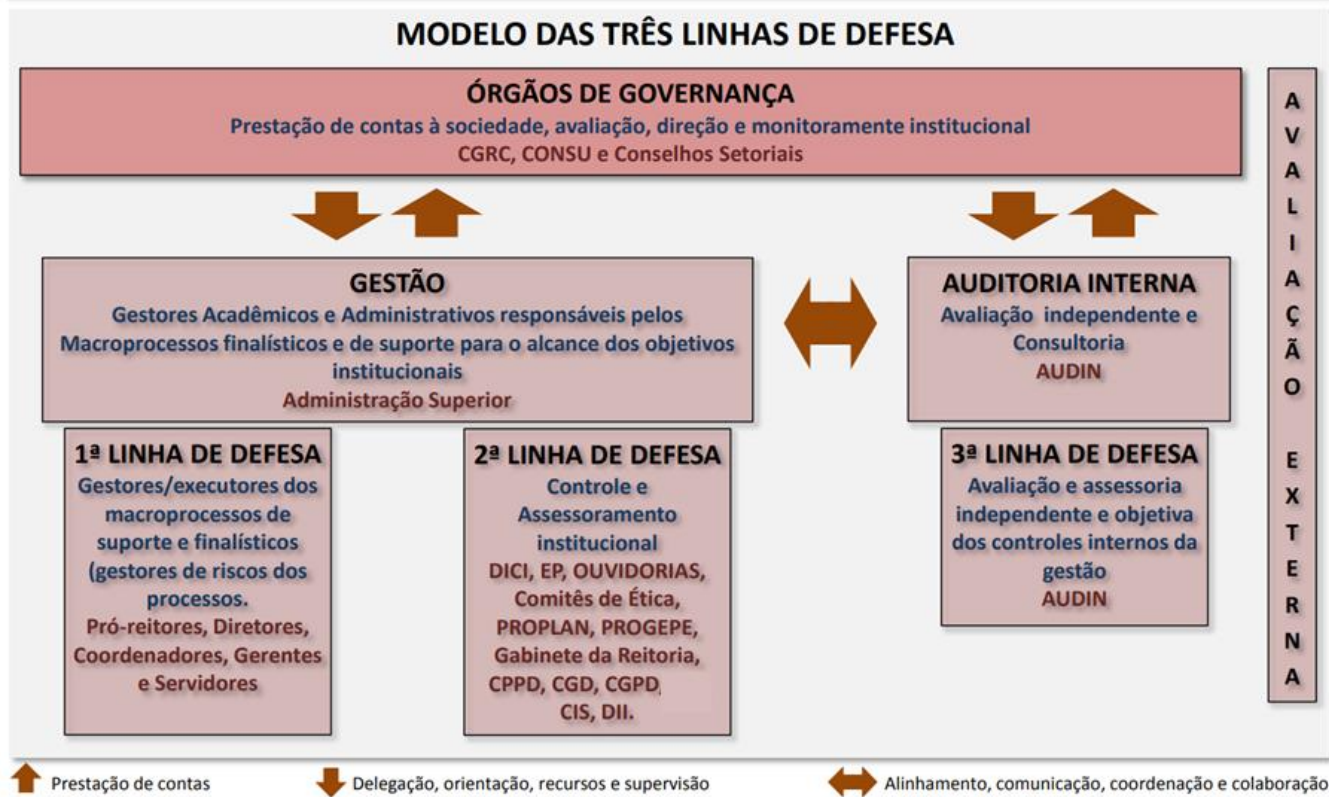 MODELO DAS TRÊS LINHAS DE DEFESA
ÓRGÃOS DE GOVERNANÇA
Prestação de contas à sociedade, avaliação, direção e monitoramente institucional
CGRC, CONSU e Conselhos Setoriais
GESTÃO
Gestores Acadêmicos e Administrativos responsáveis pelos
Macroprocessos finalísticos e de suporte para o alcance dos objetivos
institucionais
Administração Superior
AUDITORIA INTERNA
Avaliação independente e
Consultoria
AUDIN
1ª LINHA DE DEFESA
Gestores/executores dos
macroprocessos de
suporte e finalísticos
(gestores de riscos dos
processos.
Pró-reitores, Diretores,
Coordenadores, Gerentes
e Servidores
2ª LINHA DE DEFESA
Controle e
Assessoramento
institucional
DICI, EP, OUVIDORIAS,
Comitês de Ética,
PROPLAN, PROGEPE,
Gabinete da Reitoria,
CPPD, CGD, CGPD,
CIS, DII.
3ª LINHA DE DEFESA
Avaliação e assessoria
independente e objetiva
dos controles internos da
gestão
AUDIN
AVALIAÇÃO EXTERNA
Prestação de contas
Delegação, orientação, recursos e supervisão
Alinhamento, comunicação, coordenação e colaboração